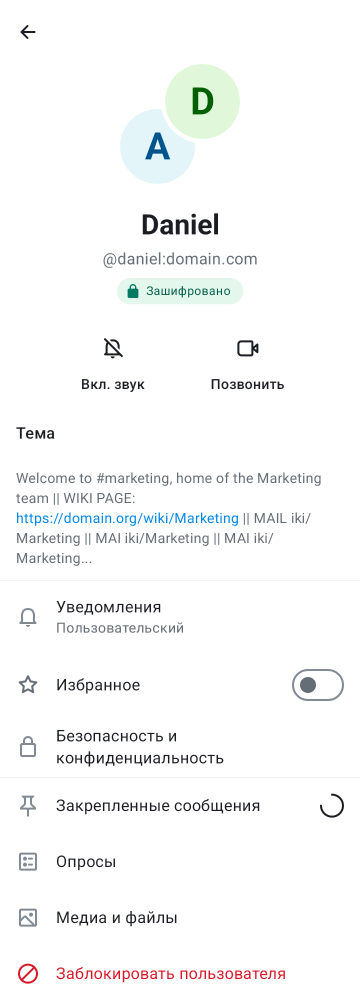 D
A
Daniel
@daniel:domain.com
Зашифровано
Вкл. звук
Позвонить
Тема
Welcome to #marketing, home of the Marketing
team || WIKI PAGE:
https://domain.org/wiki/Marketing || MAIL iki/
Marketing || MAI iki/Marketing || MAI iki/
Marketing...
Уведомления
Пользовательский
Избранное
Безопасность и
конфиденциальность
Закрепленные сообщения
Опросы
Медиа и файлы
Заблокировать пользователя